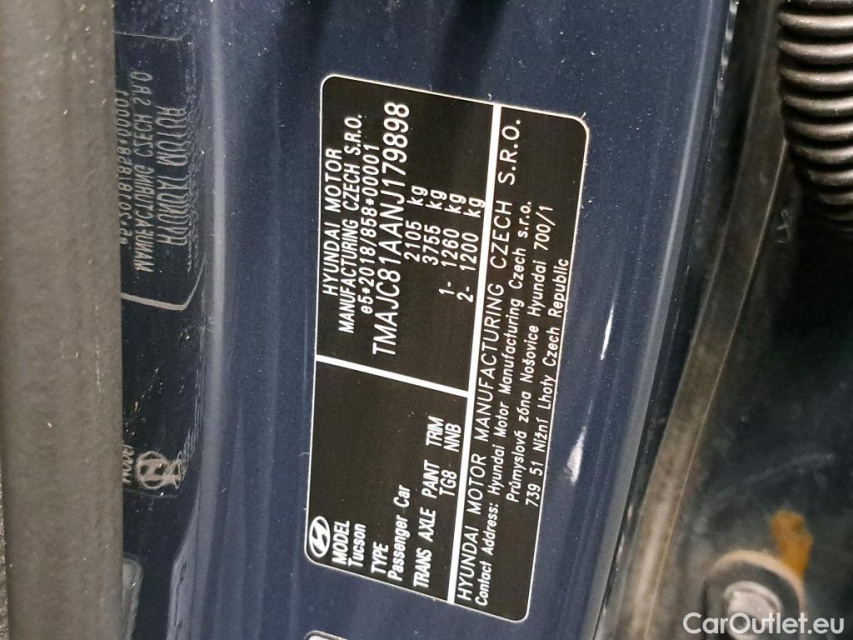 HYUNDAI MOTOR
MANUFACTURING CZECH S.R.O.
e5*2018/858*00001
TMAJC81AANJ179898
2105 kg
3755 kg
1- 1260 kg
2- 1200 kg
MODEL
Tucson
TYPE
Passenger Car
TRANS AXLE PAINT TRIM
TG8 NNB
HYUNDAI MOTOR MANUFACTURING CZECH S.R.O.
Contact Address: Hyundai Motor Manufacturing Czech s.r.o.
Průmyslová zóna Nošovice Hyundai 700/1
739 51 Nižní Lhoty Czech Republic
CarOutlet.eu